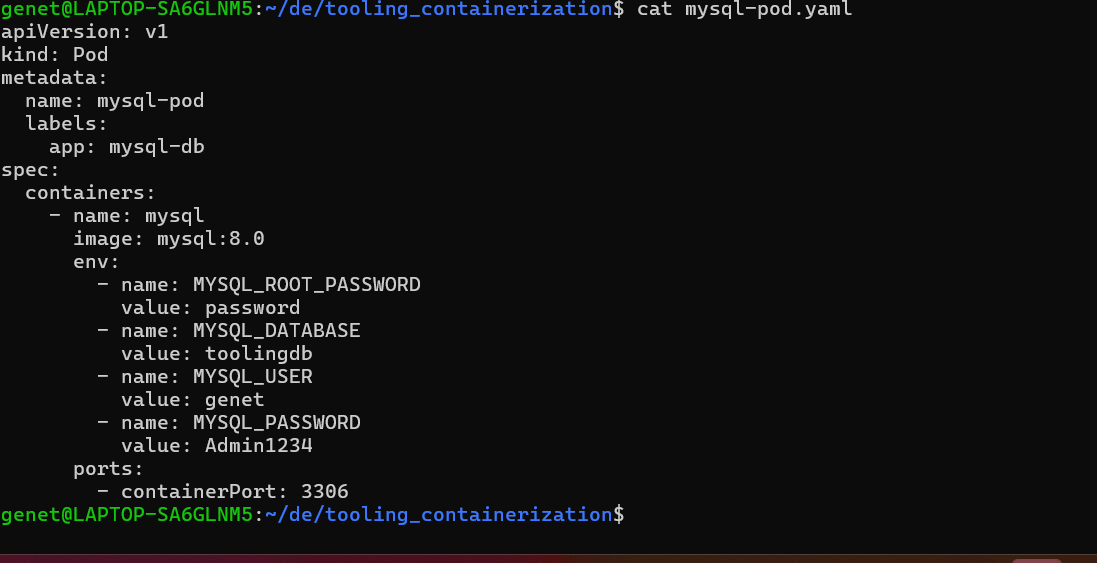 genet@LAPTOP-SA6GLNM5:~/de/tooling_containerization$ cat mysql-pod.yaml
apiVersion: v1
kind: Pod
metadata:
  name: mysql-pod
  labels:
    app: mysql-db
spec:
  containers:
    - name: mysql
      image: mysql:8.0
      env:
        - name: MYSQL_ROOT_PASSWORD
          value: password
        - name: MYSQL_DATABASE
          value: toolingdb
        - name: MYSQL_USER
          value: genet
        - name: MYSQL_PASSWORD
          value: Admin1234
      ports:
        - containerPort: 3306
genet@LAPTOP-SA6GLNM5:~/de/tooling_containerization$